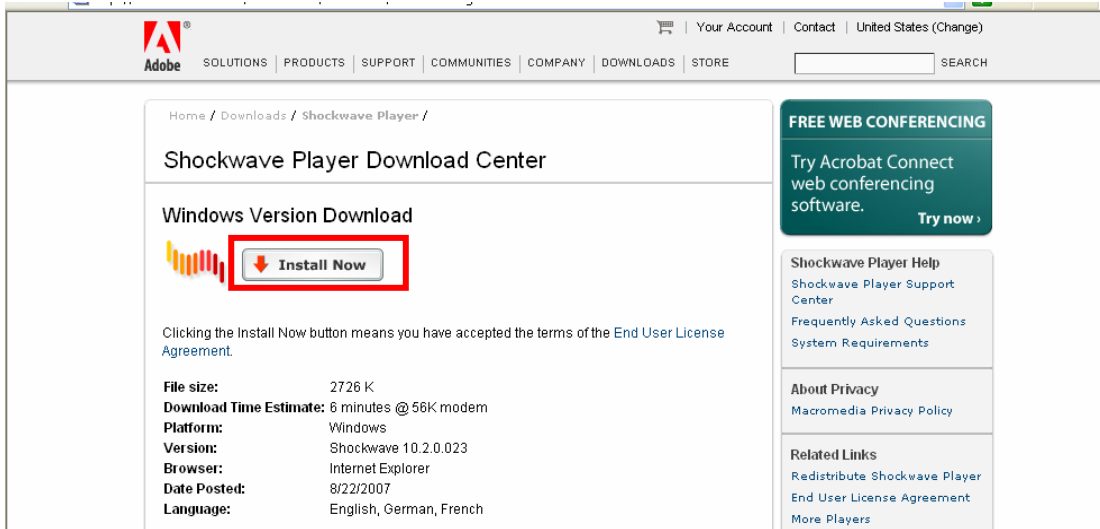 Your Account | Contact | United States (Change)
Adobe
SOLUTIONS | PRODUCTS | SUPPORT | COMMUNITIES | COMPANY | DOWNLOADS | STORE
SEARCH
Home / Downloads / Shockwave Player /
Shockwave Player Download Center
Windows Version Download
Install Now
Clicking the Install Now button means you have accepted the terms of the End User License
Agreement.
File size: 2726 K
Download Time Estimate: 6 minutes @ 56K modem
Platform: Windows
Version: Shockwave 10.2.0.023
Browser: Internet Explorer
Date Posted: 8/22/2007
Language: English, German, French
FREE WEB CONFERENCING
Try Acrobat Connect
web conferencing
software.
Try now ›
Shockwave Player Help
Shockwave Player Support
Center
Frequently Asked Questions
System Requirements
About Privacy
Macromedia Privacy Policy
Related Links
Redistribute Shockwave Player
End User License Agreement
More Players